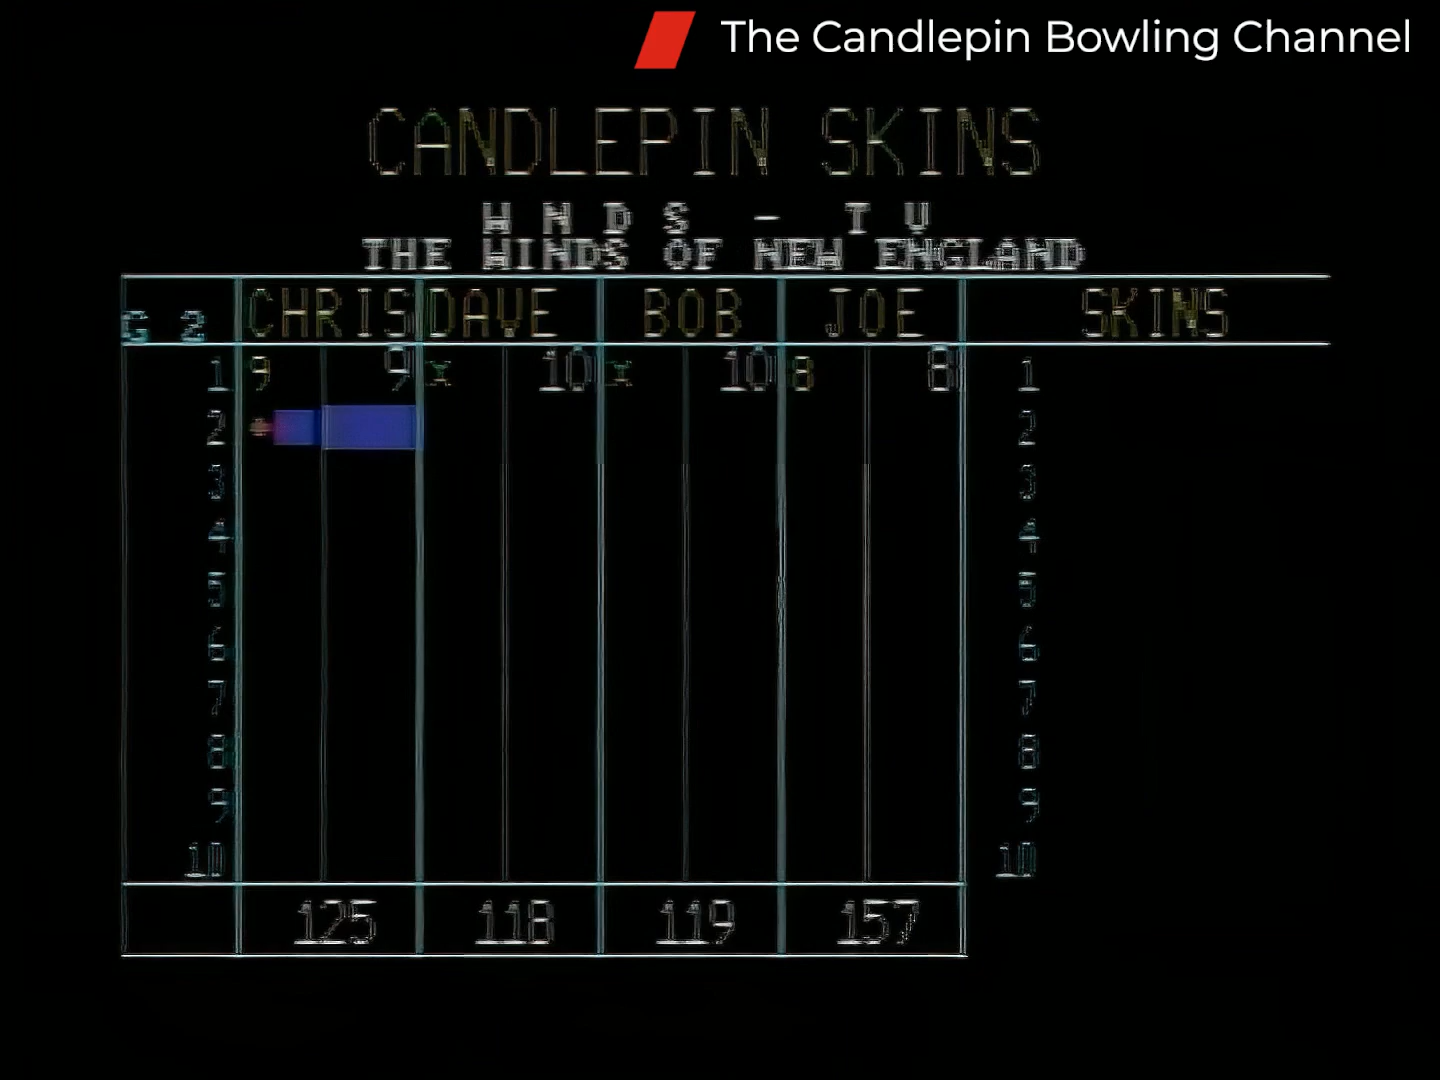 The Candlepin Bowling Channel
CANDLEPIN SKINS
W N D S - T V
THE WINDS OF NEW ENGLAND
G 2 CHRIS DAVE BOB JOE SKINS
1 9 9 x 10 x 10 8 8 1
2 2
3 3
4 4
5 5
6 6
7 7
8 8
9 9
10 10
125 118 119 157